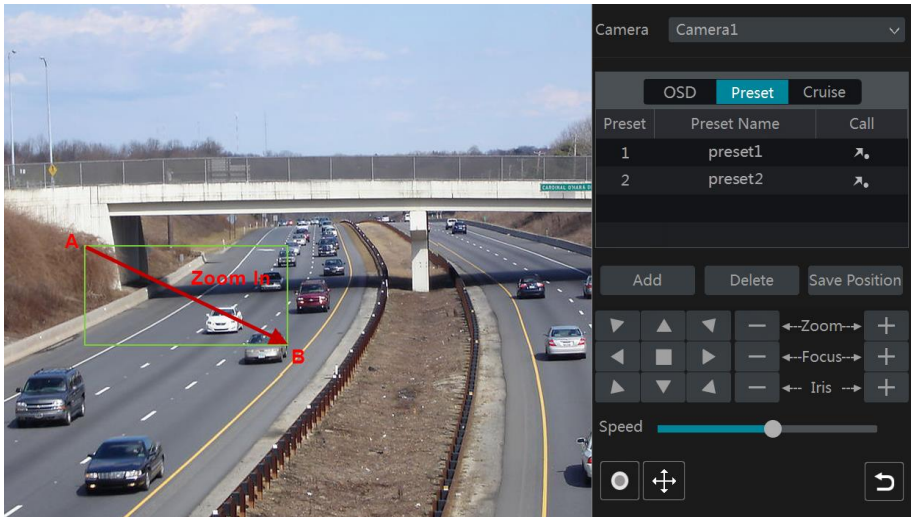 Camera Camera1
OSD Preset Cruise
Preset Preset Name Call
1 preset1
2 preset2
CARDINAL O'HARA
A
Zoom In
B
Add Delete Save Position
Zoom
Focus
Iris
Speed